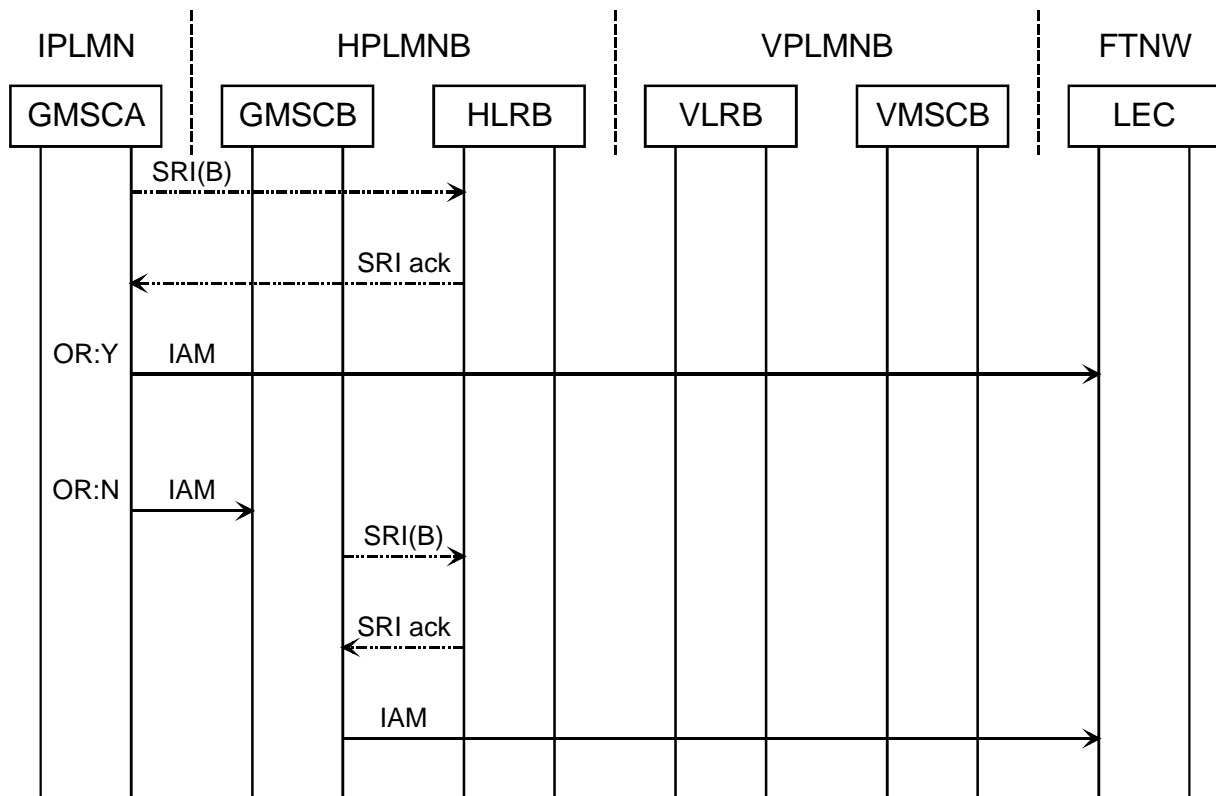 IPLMN HPLMNB VPLMNB FTNW
GMSCA GMSCB HLRB VLRB VMSCB LEC
SRI(B)
SRI ack
OR:Y IAM
OR:N IAM
SRI(B)
SRI ack
IAM